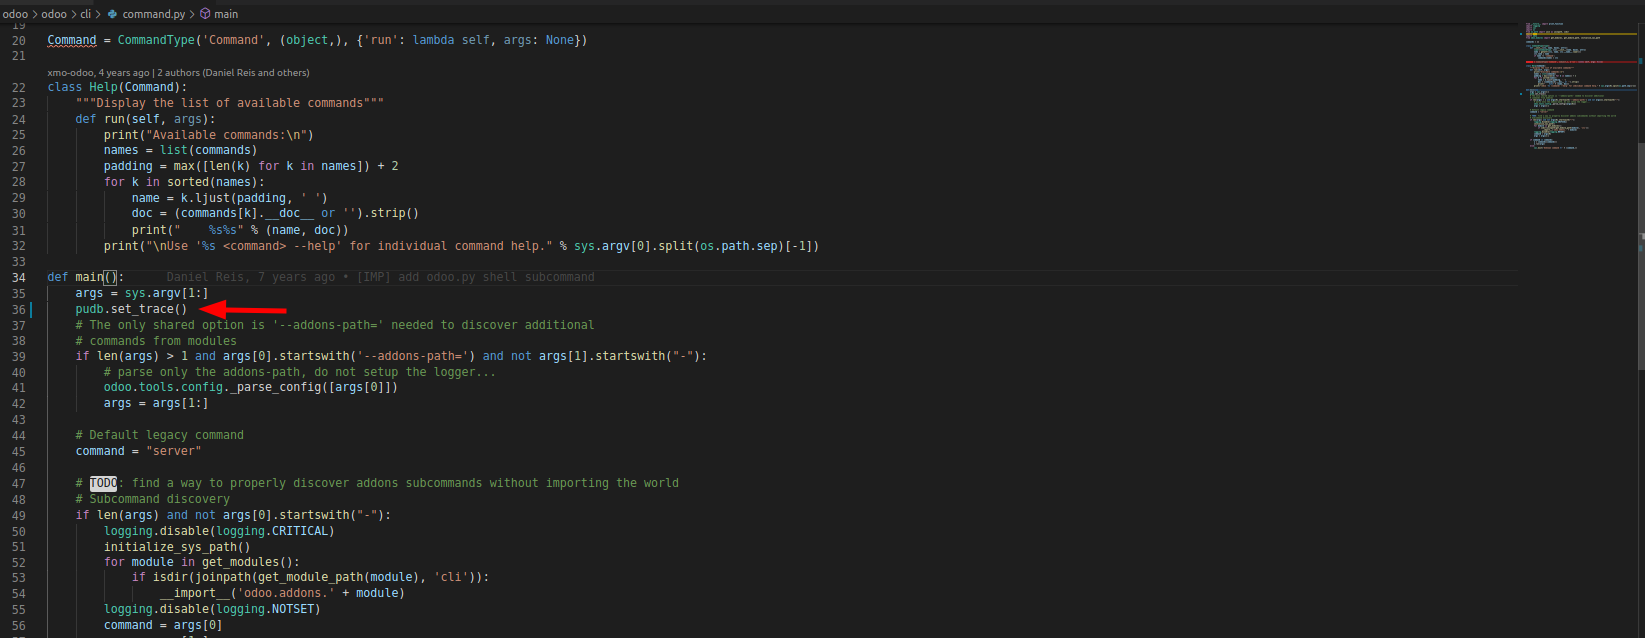 odoo > odoo > cli > command.py > main
19
20 Command = CommandType('Command', (object,), {'run': lambda self, args: None})
21
xmo-odoo, 4 years ago | 2 authors (Daniel Reis and others)
22 class Help(Command):
23     """Display the list of available commands"""
24     def run(self, args):
25         print("Available commands:\n")
26         names = list(commands)
27         padding = max([len(k) for k in names]) + 2
28         for k in sorted(names):
29             name = k.ljust(padding, ' ')
30             doc = (commands[k].__doc__ or '').strip()
31             print("    %s%s" % (name, doc))
32         print("\nUse '%s <command> --help' for individual command help." % sys.argv[0].split(os.path.sep)[-1])
33
34 def main():      Daniel Reis, 7 years ago • [IMP] add odoo.py shell subcommand
35     args = sys.argv[1:]
36     pudb.set_trace()
37     # The only shared option is '--addons-path=' needed to discover additional
38     # commands from modules
39     if len(args) > 1 and args[0].startswith('--addons-path=') and not args[1].startswith("-"):
40         # parse only the addons-path, do not setup the logger...
41         odoo.tools.config._parse_config([args[0]])
42         args = args[1:]
43
44     # Default legacy command
45     command = "server"
46
47     # TODO: find a way to properly discover addons subcommands without importing the world
48     # Subcommand discovery
49     if len(args) and not args[0].startswith("-"):
50         logging.disable(logging.CRITICAL)
51         initialize_sys_path()
52         for module in get_modules():
53             if isdir(joinpath(get_module_path(module), 'cli')):
54                 __import__('odoo.addons.' + module)
55         logging.disable(logging.NOTSET)
56         command = args[0]